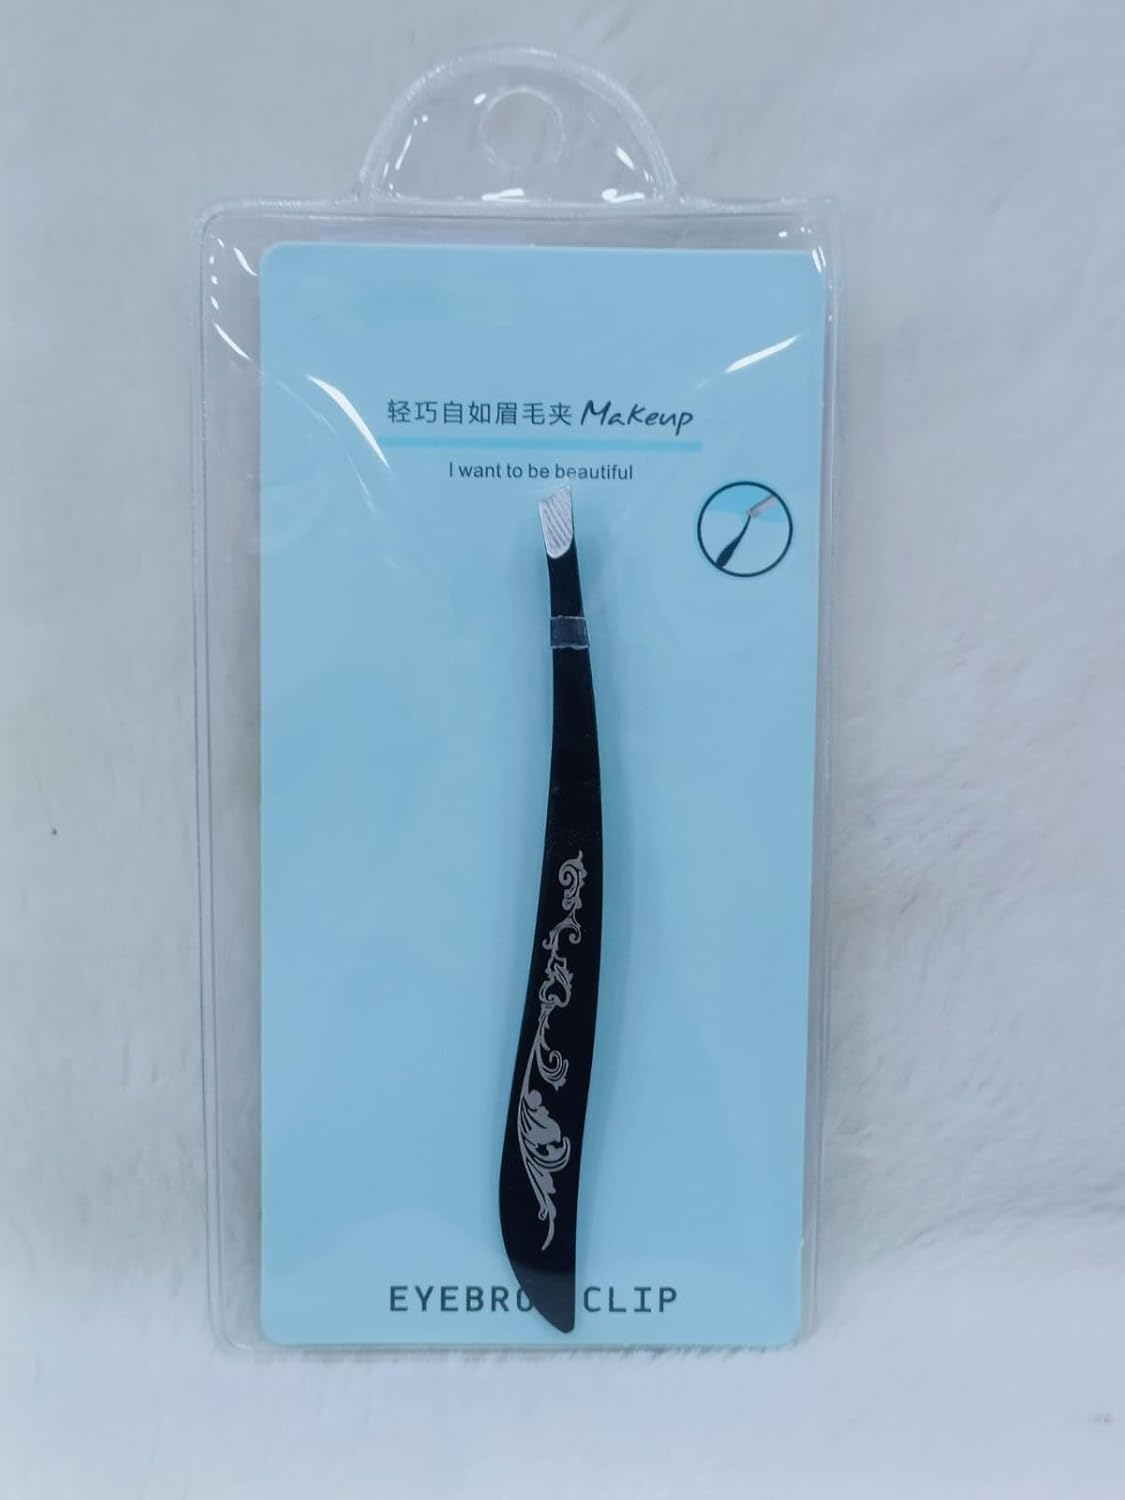 轻巧自如眉毛夹 Makeup
I want to be beautiful
EYEBRO CLIP